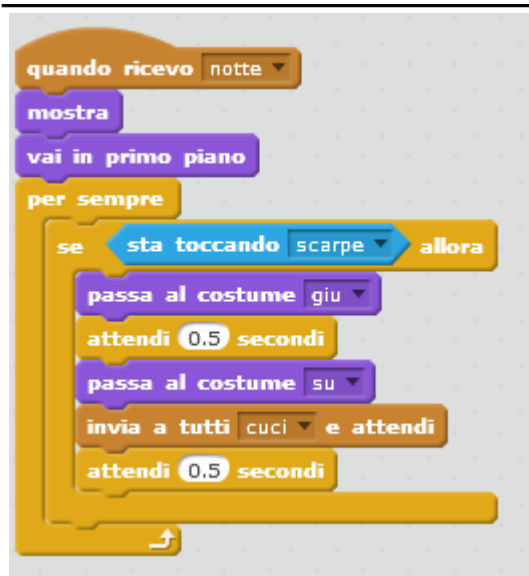 quando ricevo notte
mostra
vai in primo piano
per sempre
se sta toccando scarpe allora
passa al costume giu
attendi 0.5 secondi
passa al costume su
invia a tutti cuci e attendi
attendi 0.5 secondi